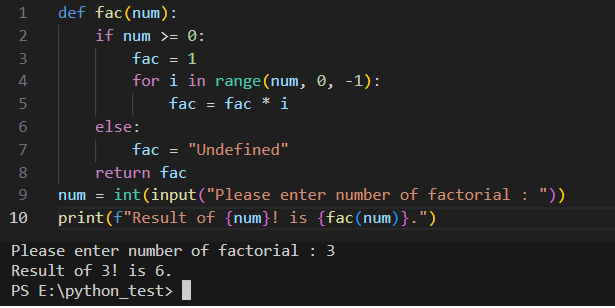 1 def fac(num):
2     if num >= 0:
3         fac = 1
4         for i in range(num, 0, -1):
5             fac = fac * i
6     else:
7         fac = "Undefined"
8     return fac
9 num = int(input("Please enter number of factorial : "))
10 print(f"Result of {num}! is {fac(num)}.")
Please enter number of factorial : 3
Result of 3! is 6.
PS E:\python_test>